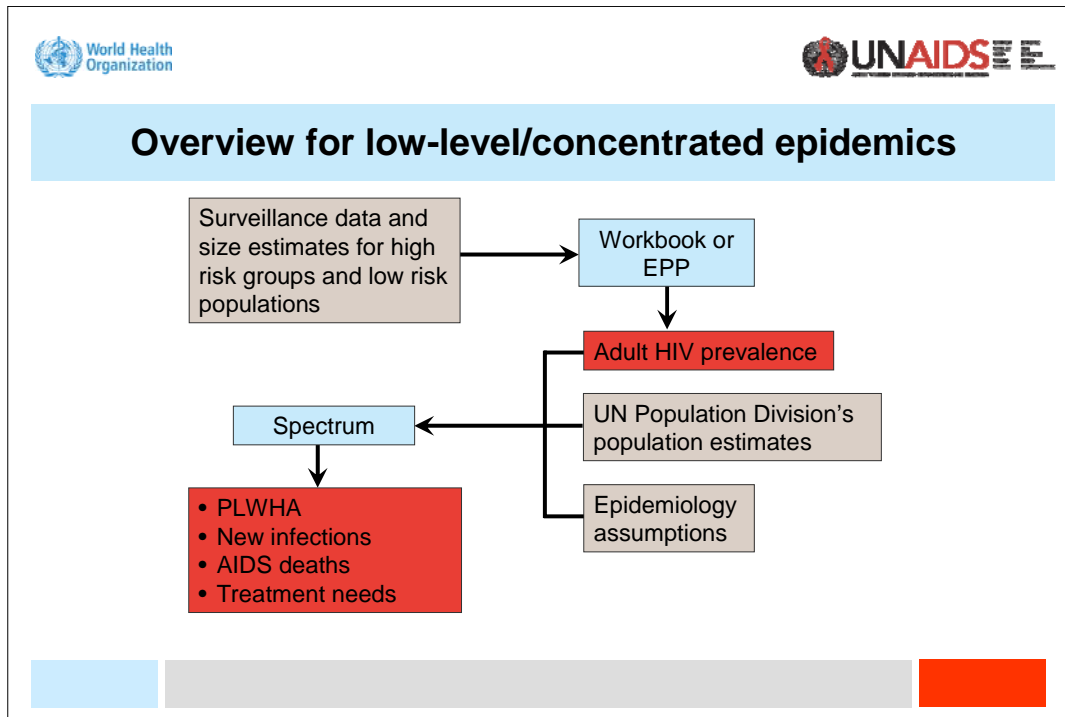 World Health
Organization
UNAIDS
Overview for low-level/concentrated epidemics
Surveillance data and
size estimates for high
risk groups and low risk
populations
Workbook or
EPP
Adult HIV prevalence
UN Population Division’s
population estimates
Spectrum
Epidemiology
assumptions
• PLWHA
• New infections
• AIDS deaths
• Treatment needs